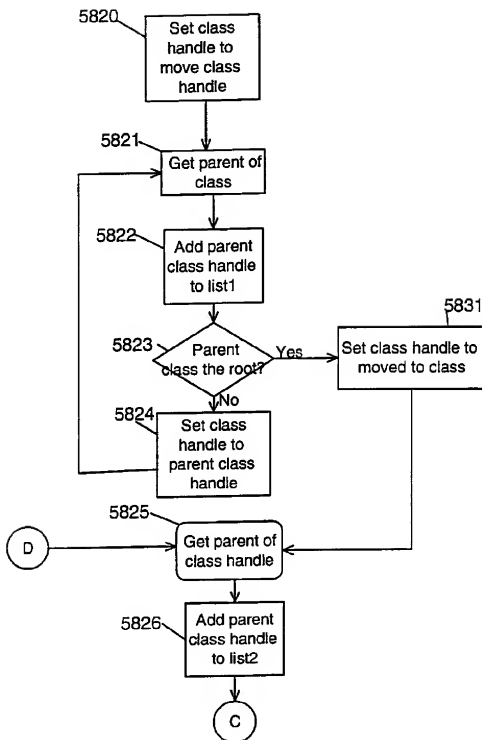 5820
Set class
handle to
move class
handle
5821
Get parent of
class
5822
Add parent
class handle
to list1
5831
5823
Parent
class the root?
Yes
Set class handle to
moved to class
No
5824
Set class
handle to
parent class
handle
5825
D
Get parent of
class handle
5826
Add parent
class handle
to list2
C